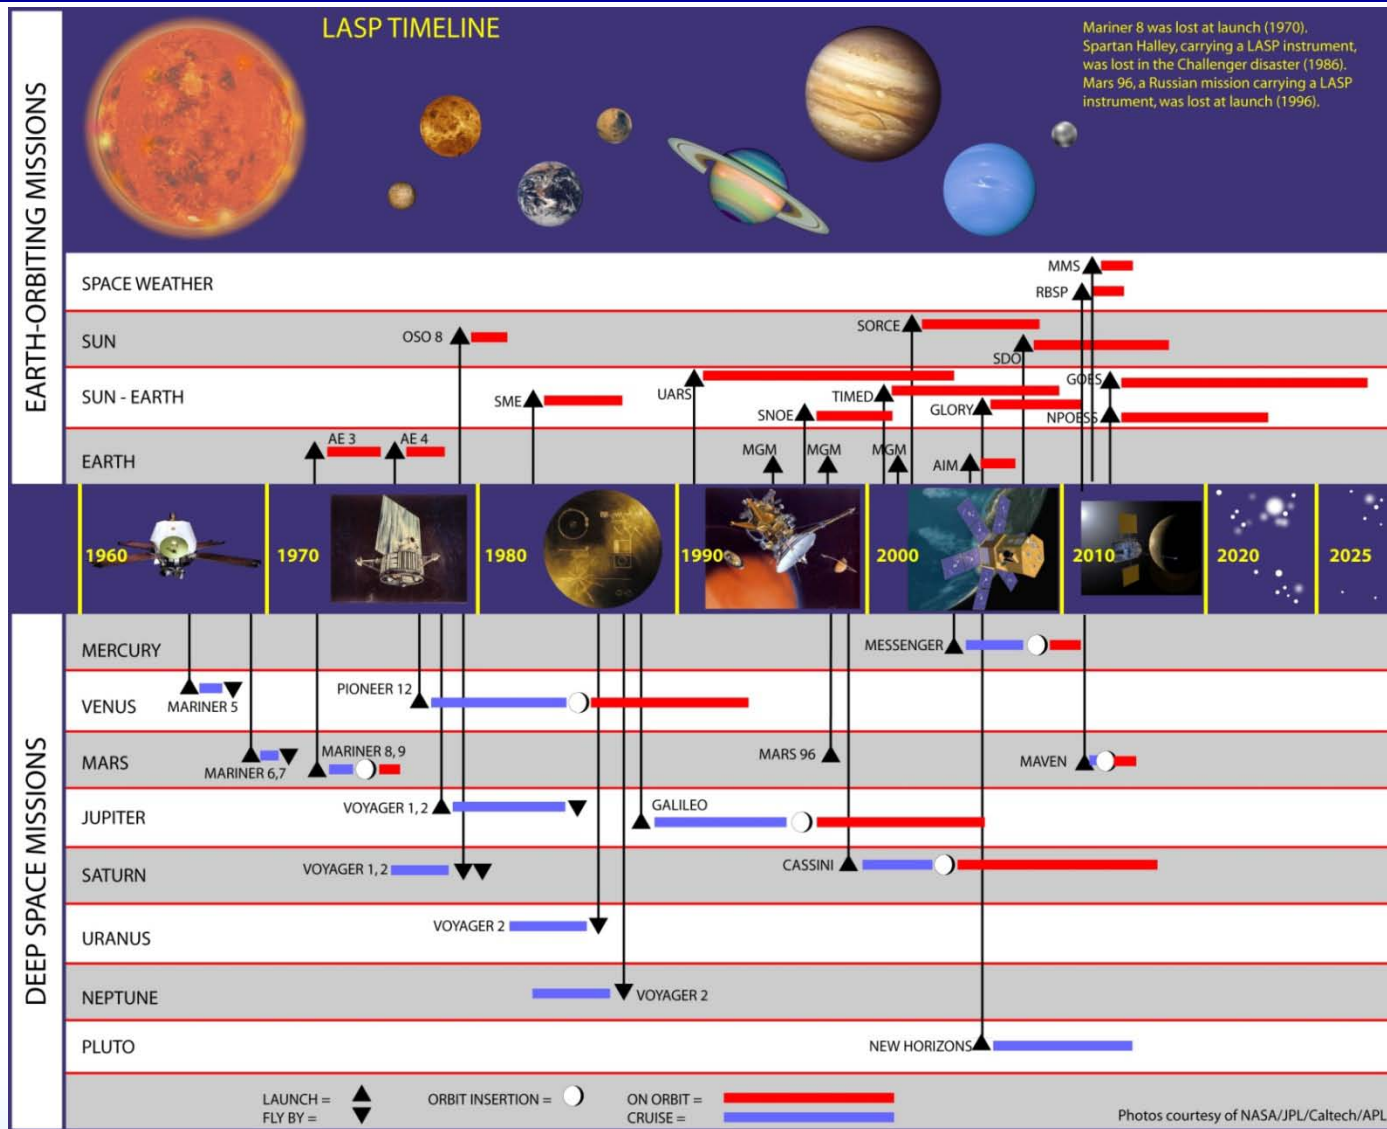 LASP TIMELINE
Mariner 8 was lost at launch (1970).
Spartan Halley, carrying a LASP instrument,
was lost in the Challenger disaster (1986).
Mars 96, a Russian mission carrying a LASP
instrument, was lost at launch (1996).
EARTH-ORBITING MISSIONS
MMS
SPACE WEATHER
RBSP
SORCE
OSO 8
SUN
SDO
GOES
SUN - EARTH
UARS
TIMED
SME
GLORY
SNOE
NPOESS
AE 3
AE 4
MGM
MGM
MGM
EARTH
AIM
1960
1970
1980
1990
2000
2010
2020
2025
DEEP SPACE MISSIONS
MERCURY
MESSENGER
PIONEER 12
VENUS
MARINER 5
MARS
MARINER 8, 9
MARS 96
MAVEN
MARINER 6,7
JUPITER
VOYAGER 1, 2
GALILEO
SATURN
VOYAGER 1, 2
CASSINI
URANUS
VOYAGER 2
NEPTUNE
VOYAGER 2
PLUTO
NEW HORIZONS
LAUNCH =
ORBIT INSERTION =
ON ORBIT =
FLY BY =
CRUISE =
Photos courtesy of NASA/JPL/Caltech/APL